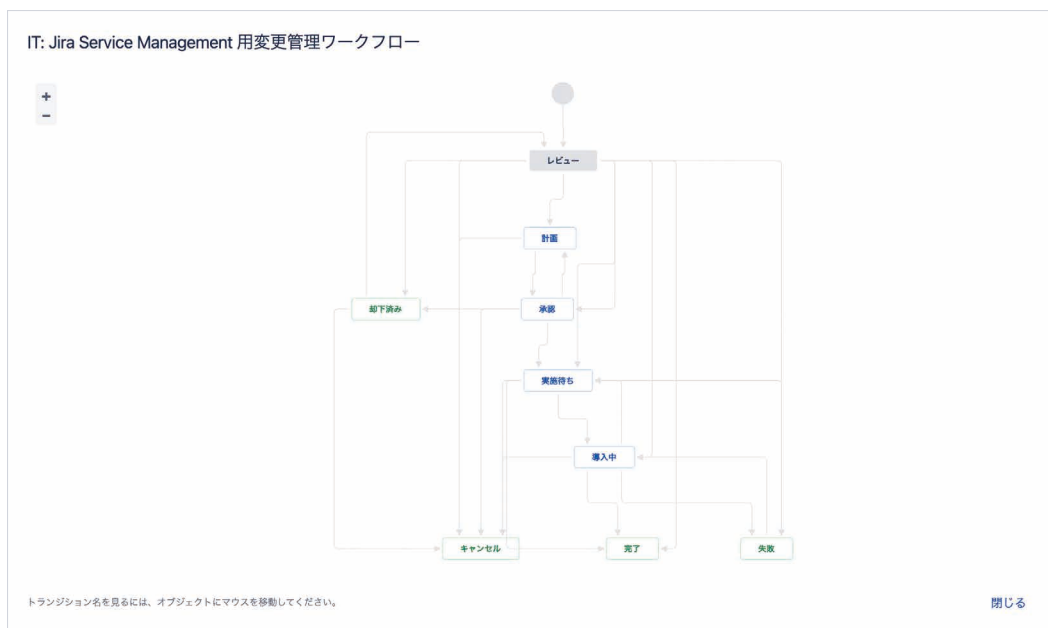 IT: Jira Service Management 用変更管理ワークフロー
+
−
レビュー
計画
却下済み
承認
実施待ち
導入中
キャンセル
完了
失敗
トランジション名を見るには、オブジェクトにマウスを移動してください。
閉じる